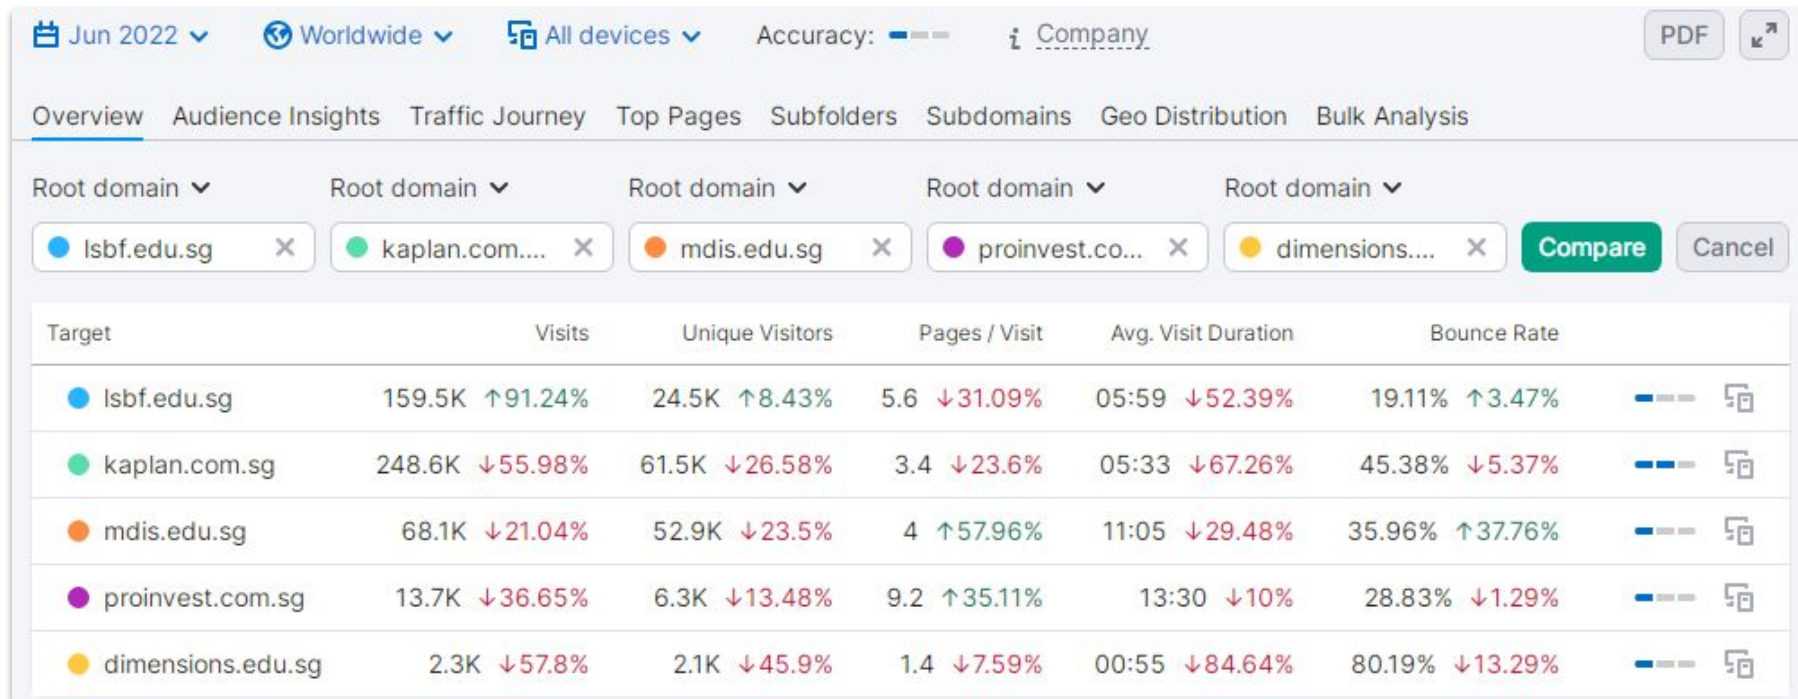 Jun 2022 Worldwide All devices Accuracy: i Company PDF
Overview Audience Insights Traffic Journey Top Pages Subfolders Subdomains Geo Distribution Bulk Analysis
Root domain Root domain Root domain Root domain Root domain
lsbf.edu.sg × kaplan.com.... × mdis.edu.sg × proinvest.co... × dimensions.... × Compare Cancel
Target Visits Unique Visitors Pages / Visit Avg. Visit Duration Bounce Rate
lsbf.edu.sg 159.5K ↑91.24% 24.5K ↑8.43% 5.6 ↓31.09% 05:59 ↓52.39% 19.11% ↑3.47%
kaplan.com.sg 248.6K ↓55.98% 61.5K ↓26.58% 3.4 ↓23.6% 05:33 ↓67.26% 45.38% ↓5.37%
mdis.edu.sg 68.1K ↓21.04% 52.9K ↓23.5% 4 ↑57.96% 11:05 ↓29.48% 35.96% ↑37.76%
proinvest.com.sg 13.7K ↓36.65% 6.3K ↓13.48% 9.2 ↑35.11% 13:30 ↓10% 28.83% ↓1.29%
dimensions.edu.sg 2.3K ↓57.8% 2.1K ↓45.9% 1.4 ↓7.59% 00:55 ↓84.64% 80.19% ↓13.29%